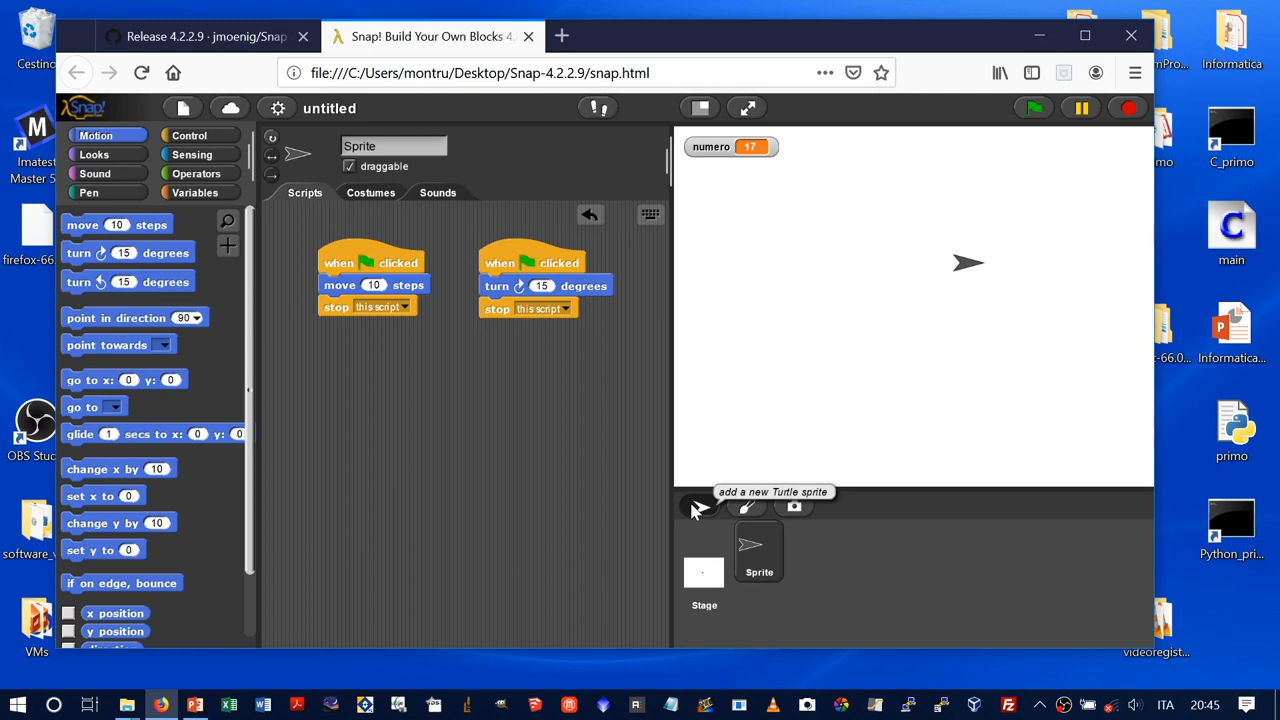 Cestino
Imatest
Master 5
firefox-66
OBS Stud
software_v
VMs
Release 4.2.2.9 · jmoenig/Snap
Snap! Build Your Own Blocks 4.
file:///C:/Users/montru/Desktop/Snap-4.2.2.9/snap.html
Snap!
untitled
Motion
Control
Looks
Sensing
Sound
Operators
Pen
Variables
move 10 steps
turn 15 degrees
turn 15 degrees
point in direction 90
point towards
go to x: 0 y: 0
go to
glide 1 secs to x: 0 y: 0
change x by 10
set x to 0
change y by 10
set y to 0
if on edge, bounce
x position
y position
Sprite
draggable
Scripts
Costumes
Sounds
when clicked
move 10 steps
stop this script
when clicked
turn 15 degrees
stop this script
numero 17
add a new Turtle sprite
Sprite
Stage
mPro...
Informatica
imo
C_primo
main
z-66.0...
Informatica...
primo
Python_pri...
videoregist...
ITA
20:45